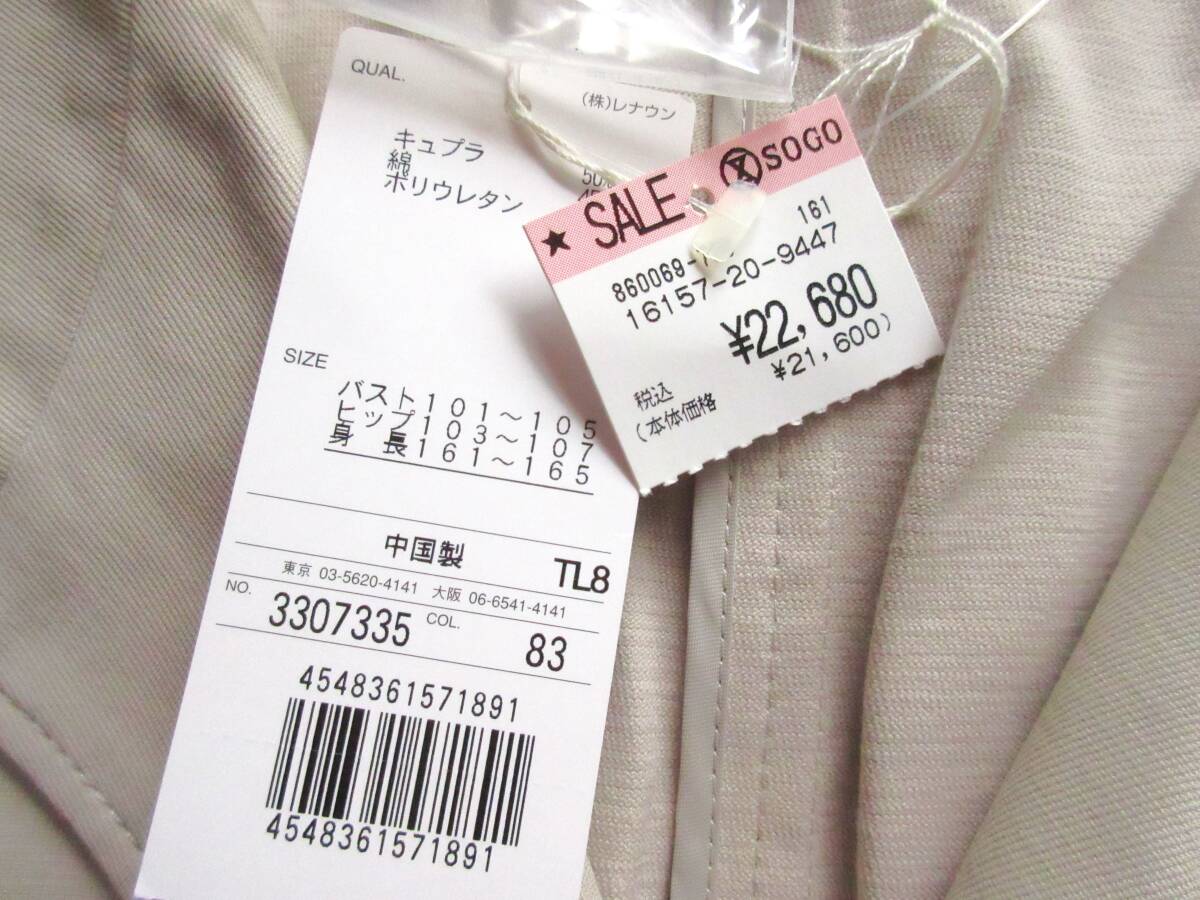 QUAL.
(株)レナウン
キュプラ
綿
ポリウレタン
SIZE
バスト101〜105
ヒップ103〜107
身長161〜165
中国製 TL8
東京 03-5620-4141 大阪 06-6541-4141
NO. 3307335 COL. 83
4548361571891
4548361571891
★ SALE SOGO
161
860069-
16157-20-9447
¥22,680
税込
(本体価格 ¥21,600)